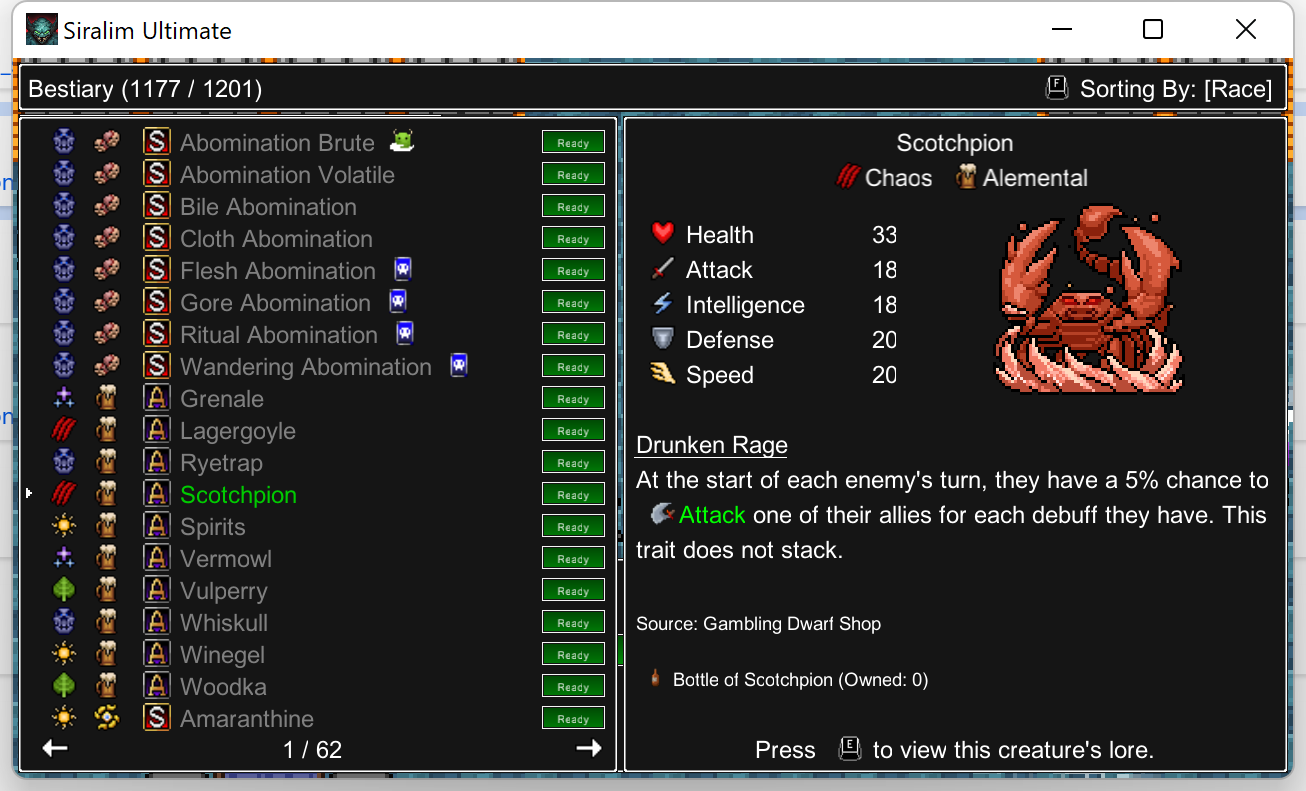 Siralim Ultimate
Bestiary (1177 / 1201)
F Sorting By: [Race]
S Abomination Brute Ready
S Abomination Volatile Ready
S Bile Abomination Ready
S Cloth Abomination Ready
S Flesh Abomination Ready
S Gore Abomination Ready
S Ritual Abomination Ready
S Wandering Abomination Ready
A Grenale Ready
A Lagergoyle Ready
A Ryetrap Ready
A Scotchpion Ready
A Spirits Ready
A Vermowl Ready
A Vulperry Ready
A Whiskull Ready
A Winegel Ready
A Woodka Ready
S Amaranthine Ready
1 / 62
Scotchpion
Chaos Alemental
Health 33
Attack 18
Intelligence 18
Defense 20
Speed 20
Drunken Rage
At the start of each enemy's turn, they have a 5% chance to
Attack one of their allies for each debuff they have. This
trait does not stack.
Source: Gambling Dwarf Shop
Bottle of Scotchpion (Owned: 0)
Press E to view this creature's lore.